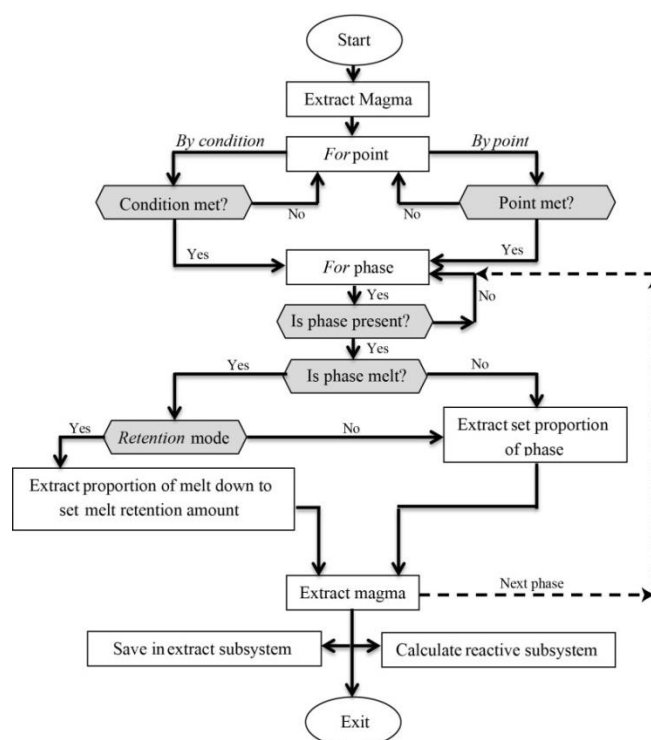 Start
Extract Magma
By condition
For point
By point
Condition met?
No
No
Point met?
Yes
Yes
For phase
Yes
No
Is phase present?
Yes
Yes
Is phase melt?
No
Yes
Retention mode
No
Extract set proportion
of phase
Extract proportion of melt down to
set melt retention amount
Extract magma
Next phase
Save in extract subsystem
Calculate reactive subsystem
Exit